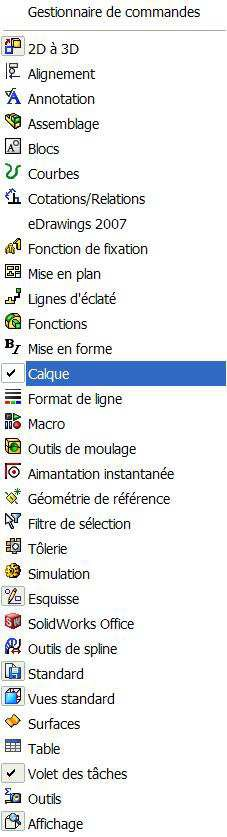 Gestionnaire de commandes
2D à 3D
Alignement
Annotation
Assemblage
Blocs
Courbes
Cotations/Relations
eDrawings 2007
Fonction de fixation
Mise en plan
Lignes d'éclaté
Fonctions
Mise en forme
Calque
Format de ligne
Macro
Outils de moulage
Aimantation instantanée
Géométrie de référence
Filtre de sélection
Tôlerie
Simulation
Esquisse
SolidWorks Office
Outils de spline
Standard
Vues standard
Surfaces
Table
Volet des tâches
Outils
Affichage